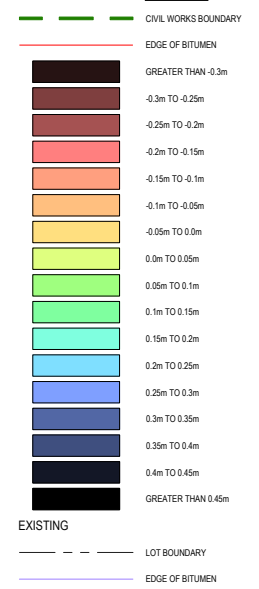 CIVIL WORKS BOUNDARY
EDGE OF BITUMEN
GREATER THAN -0.3m
-0.3m TO -0.25m
-0.25m TO -0.2m
-0.2m TO -0.15m
-0.15m TO -0.1m
-0.1m TO -0.05m
-0.05m TO 0.0m
0.0m TO 0.05m
0.05m TO 0.1m
0.1m TO 0.15m
0.15m TO 0.2m
0.2m TO 0.25m
0.25m TO 0.3m
0.3m TO 0.35m
0.35m TO 0.4m
0.4m TO 0.45m
GREATER THAN 0.45m
EXISTING
LOT BOUNDARY
EDGE OF BITUMEN